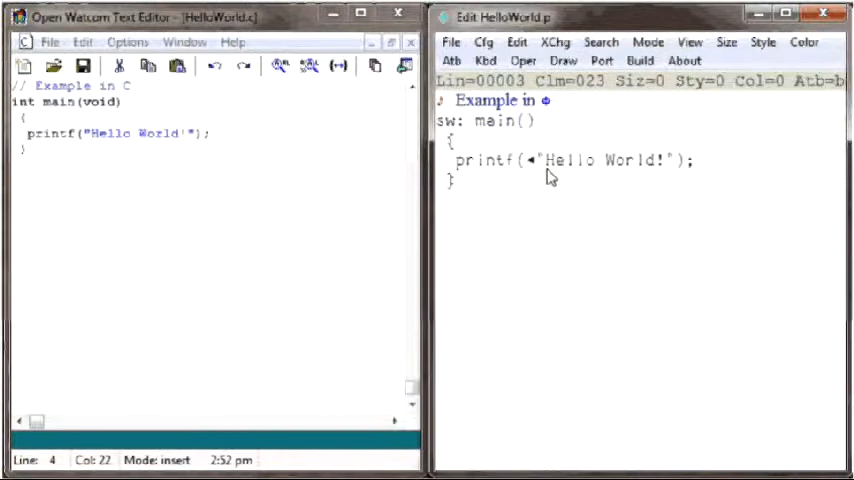 Open Watcom Text Editor - [HelloWorld.c]
File Edit Options Window Help
// Example in C
int main(void)
{
printf("Hello World!");
}
Line: 4 Col: 22 Mode: insert 2:52 pm
Edit HelloWorld.p
File Cfg Edit XChg Search Mode View Size Style Color
Atb Kbd Oper Draw Port Build About
Lin=00003 Clm=023 Siz=0 Sty=0 Col=0 Atb=b
♪ Example in Φ
sw: main()
{
printf(◄"Hello World!");
}